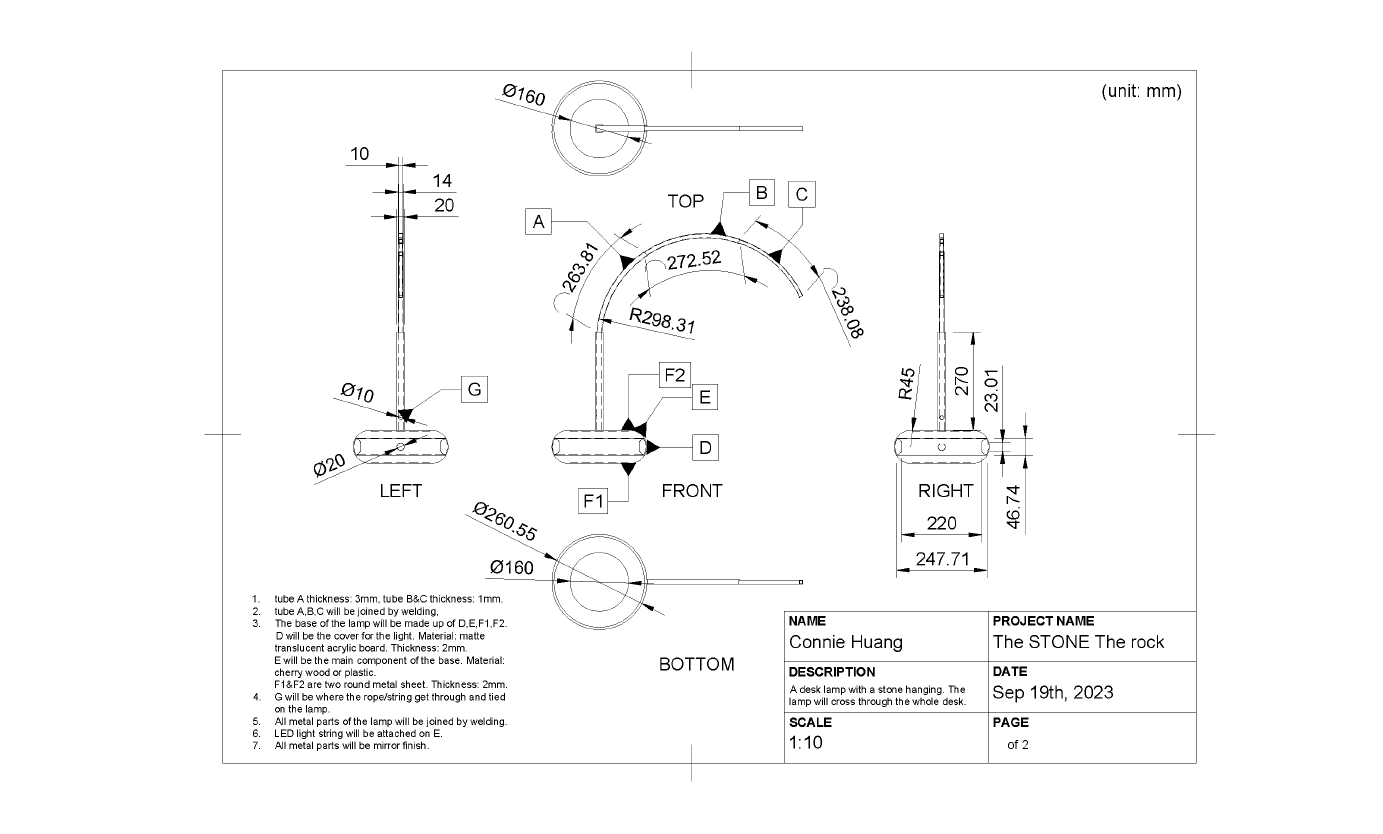 (unit: mm)
Ø160
10
14
20
TOP
A
B
C
263.81
272.52
238.08
R298.31
Ø10
G
Ø20
LEFT
F2
E
D
F1
FRONT
R45
270
23.01
46.74
RIGHT
220
247.71
Ø260.55
Ø160
BOTTOM
1. tube A thickness: 3mm, tube B&C thickness: 1mm.
2. tube A,B,C will be joined by welding,
3. The base of the lamp will be made up of D,E,F1,F2.
D will be the cover for the light. Material: matte
translucent acrylic board. Thickness: 2mm.
E will be the main component of the base. Material:
cherry wood or plastic.
F1&F2 are two round metal sheet. Thickness: 2mm.
4. G will be where the rope/string get through and tied
on the lamp.
5. All metal parts of the lamp will be joined by welding.
6. LED light string will be attached on E.
7. All metal parts will be mirror finish.
NAME
Connie Huang
PROJECT NAME
The STONE The rock
DESCRIPTION
A desk lamp with a stone hanging. The
lamp will cross through the whole desk.
DATE
Sep 19th, 2023
SCALE
1:10
PAGE
of 2